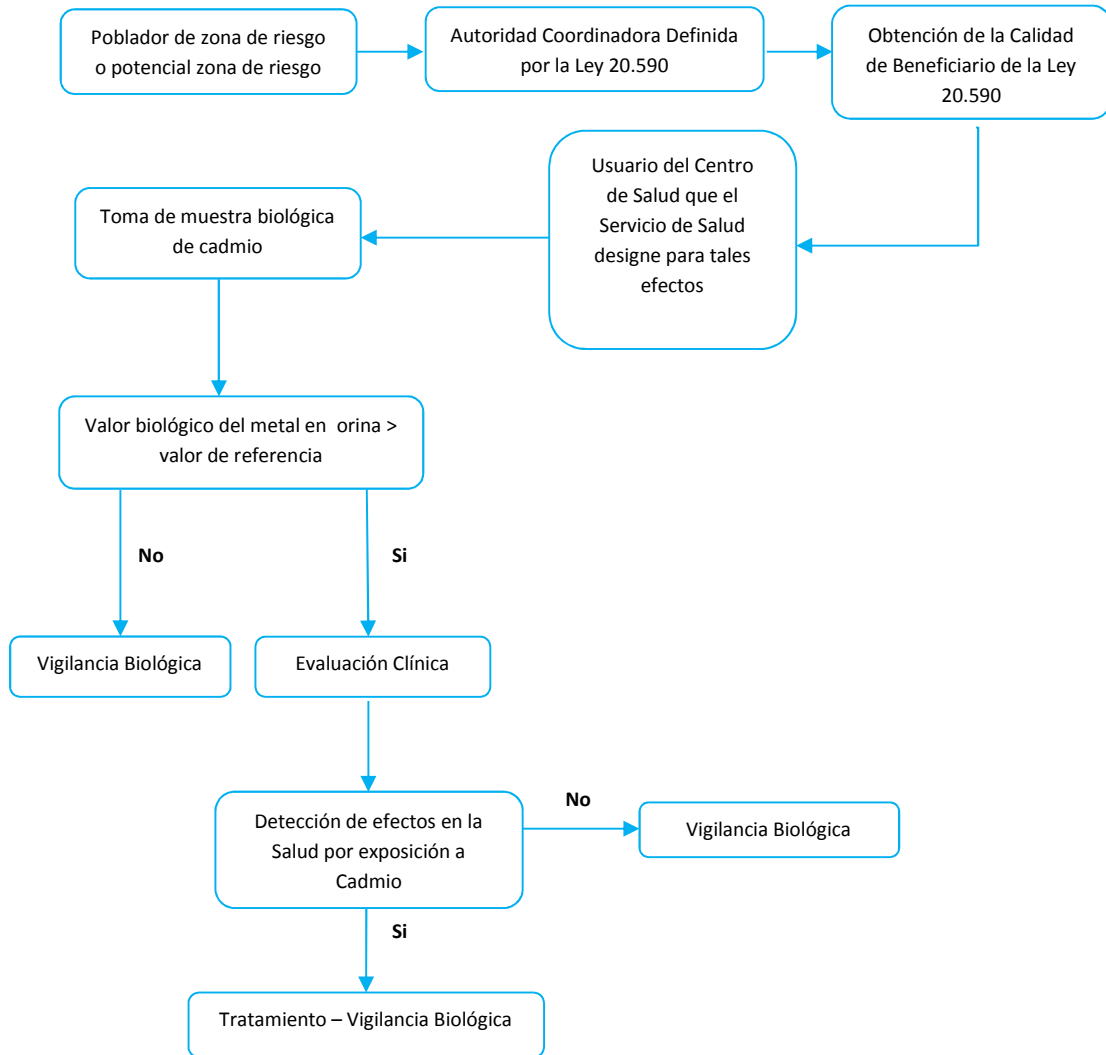 Poblador de zona de riesgo
o potencial zona de riesgo
Autoridad Coordinadora Definida
por la Ley 20.590
Obtención de la Calidad
de Beneficiario de la Ley
20.590
Usuario del Centro
de Salud que el
Servicio de Salud
designe para tales
efectos
Toma de muestra biológica
de cadmio
Valor biológico del metal en orina >
valor de referencia
No
Si
Vigilancia Biológica
Evaluación Clínica
Detección de efectos en la
Salud por exposición a
Cadmio
No
Vigilancia Biológica
Si
Tratamiento – Vigilancia Biológica